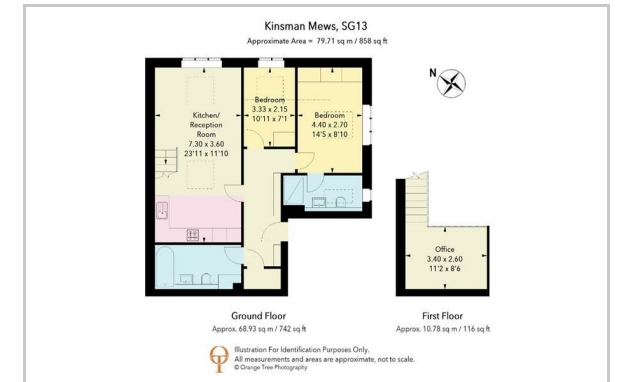 Kinsman Mews, SG13
Approximate Area = 79.71 sq m / 858 sq ft
N
Kitchen/
Reception
Room
7.30 x 3.60
23'11 x 11'10
Bedroom
3.33 x 2.15
10'11 x 7'1
Bedroom
4.40 x 2.70
14'5 x 8'10
Office
3.40 x 2.60
11'2 x 8'6
Ground Floor
Approx. 68.93 sq m / 742 sq ft
First Floor
Approx. 10.78 sq m / 116 sq ft
Illustration For Identification Purposes Only.
All measurements and areas are approximate, not to scale.
© Orange Tree Photography